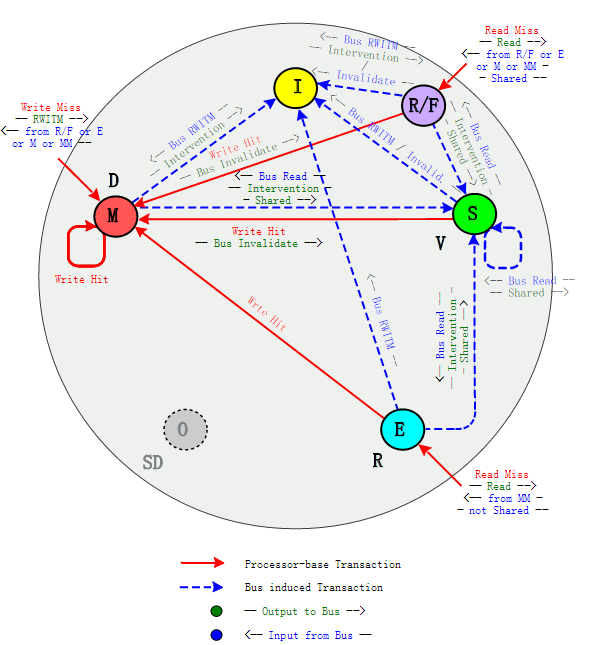 Read Miss
-- Read -->
<-- from R/F or E
or M or MM --
- Shared --
<-- Bus RWITM
-- Intervention -->
/
<-- Invalidate --
I
R/F
Write Miss
-- RWITM -->
<-- from R/F or E
or M or MM --
<-- Bus RWITM --
-- Intervention -->
Write Hit
-- Bus Invalidate -->
<-- Bus RWITM / Invalid. --
<-- Bus Read --
-- Intervention -
- Shared -->
D
M
<-- Bus Read --
-- Intervention -
- Shared -->
S
V
Write Hit
-- Bus Invalidate -->
Write Hit
<-- Bus Read --
-- Shared -->
<-- Bus RWITM --
Wrte Hit
<-- Bus Read --
-- Intervention -
- Shared -->
O
SD
E
R
Read Miss
-- Read -->
<-- from MM -
- not Shared --
Processor-base Transaction
Bus induced Transaction
-- Output to Bus -->
<-- Input from Bus --